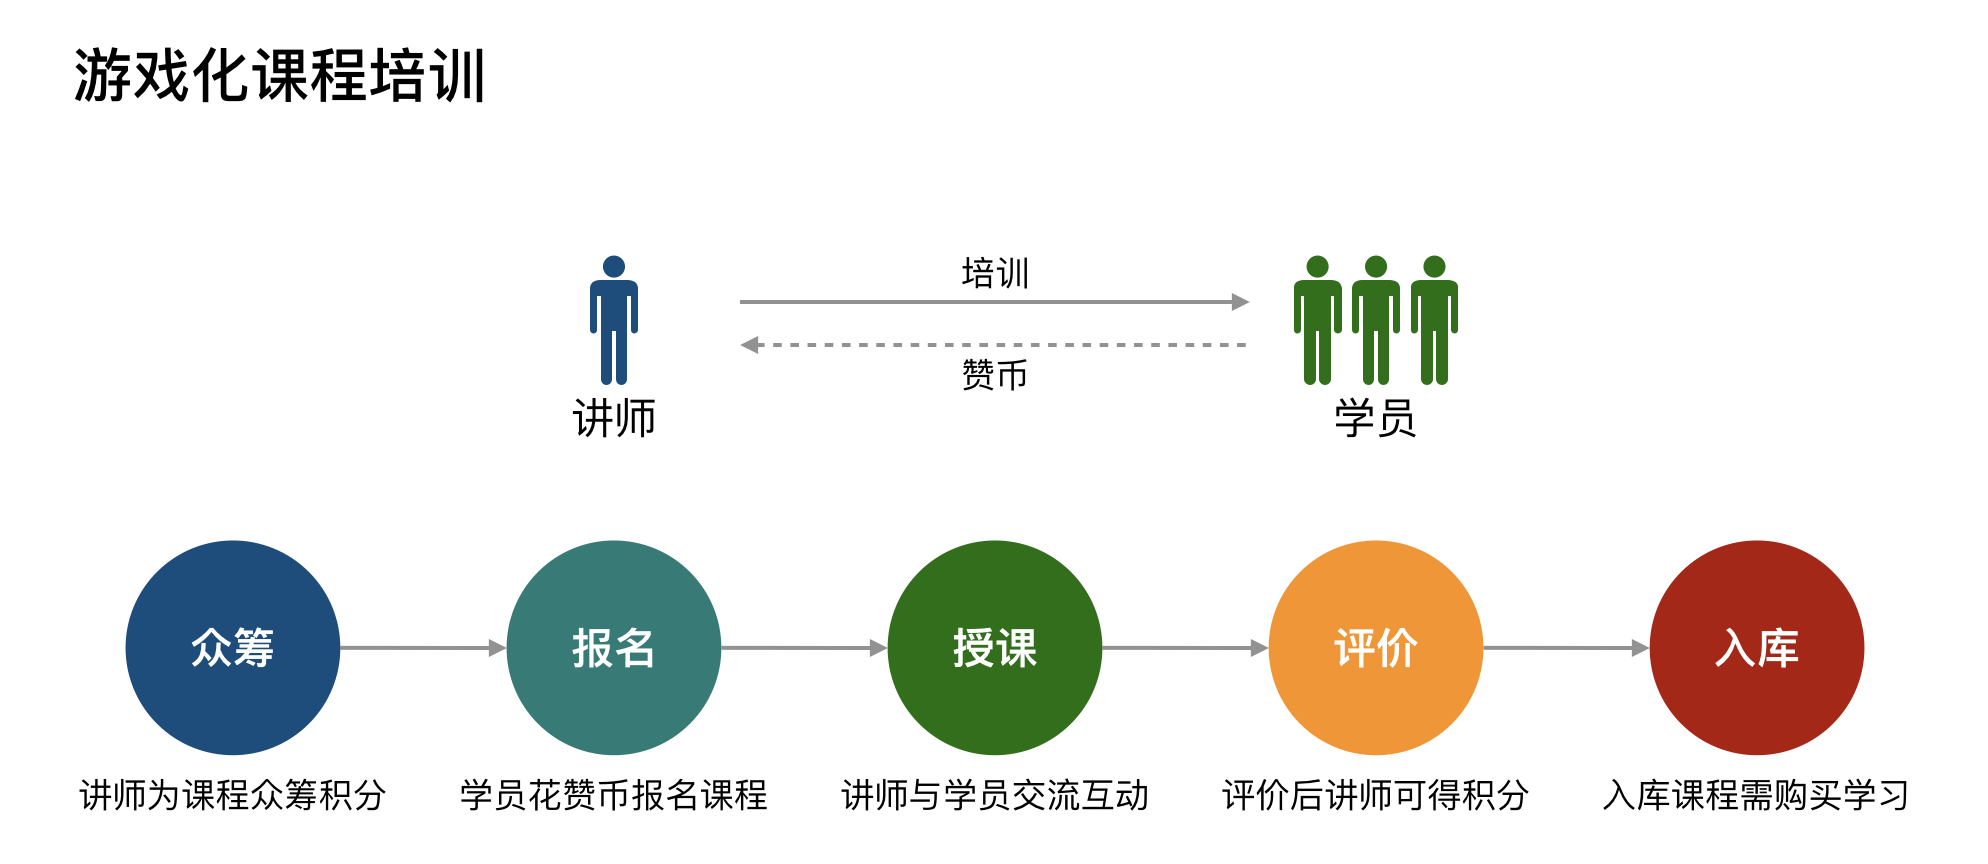 游戏化课程培训
培训
赞币
讲师
学员
众筹
报名
授课
评价
入库
讲师为课程众筹积分
学员花赞币报名课程
讲师与学员交流互动
评价后讲师可得积分
入库课程需购买学习